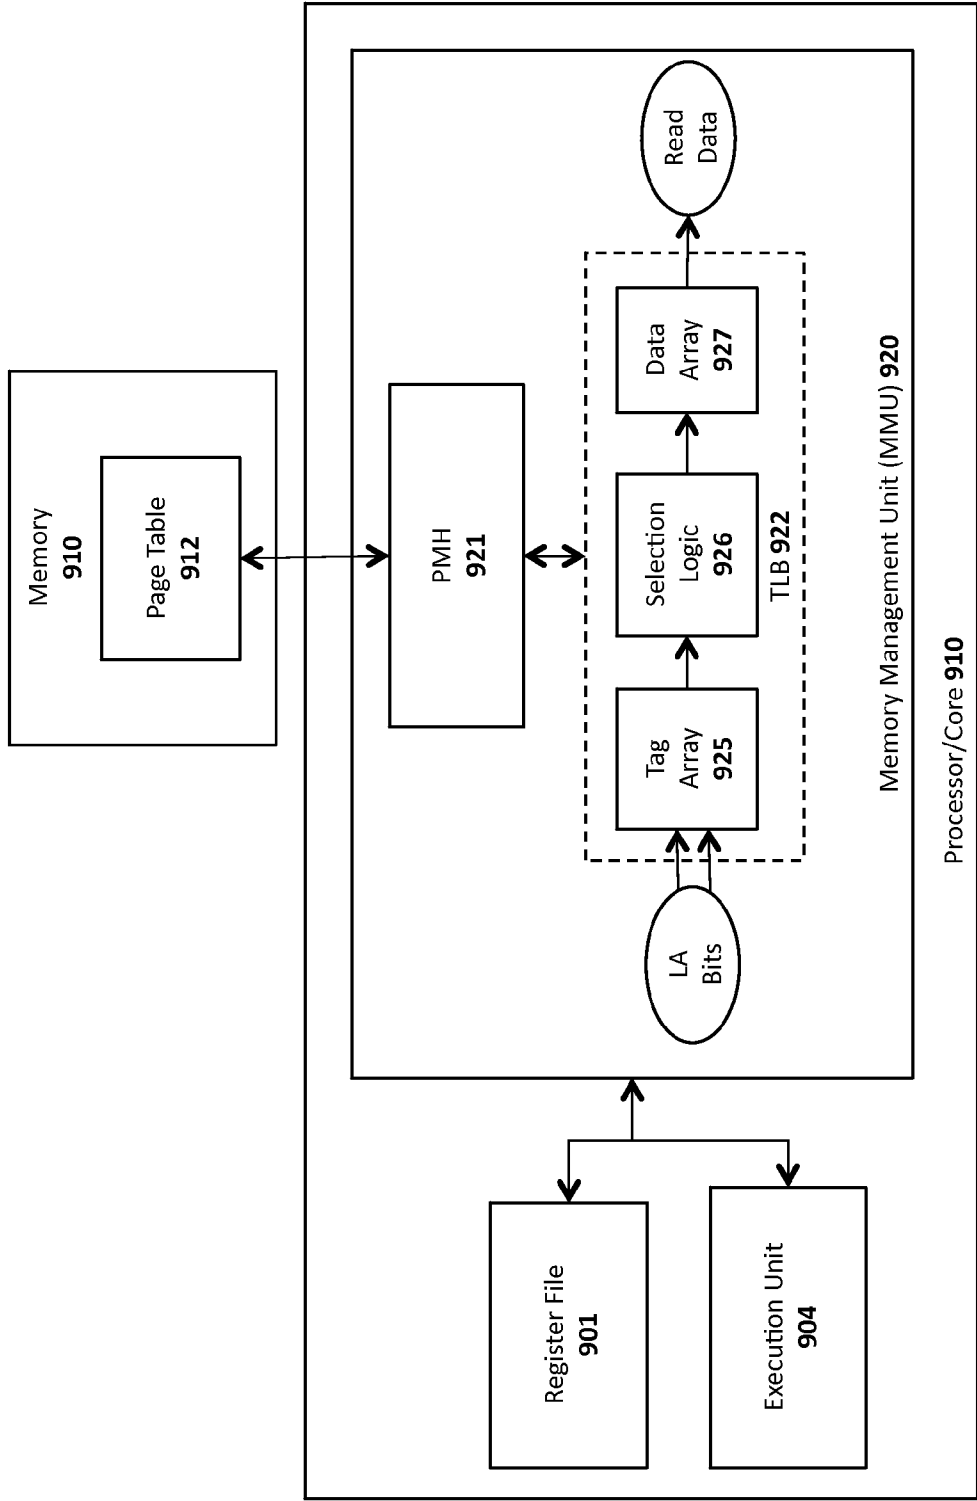 Memory
910
Page Table
912
PMH
921
LA
Bits
Tag
Array
925
Selection
Logic
926
Data
Array
927
Read
Data
TLB 922
Memory Management Unit (MMU) 920
Register File
901
Execution Unit
904
Processor/Core 910